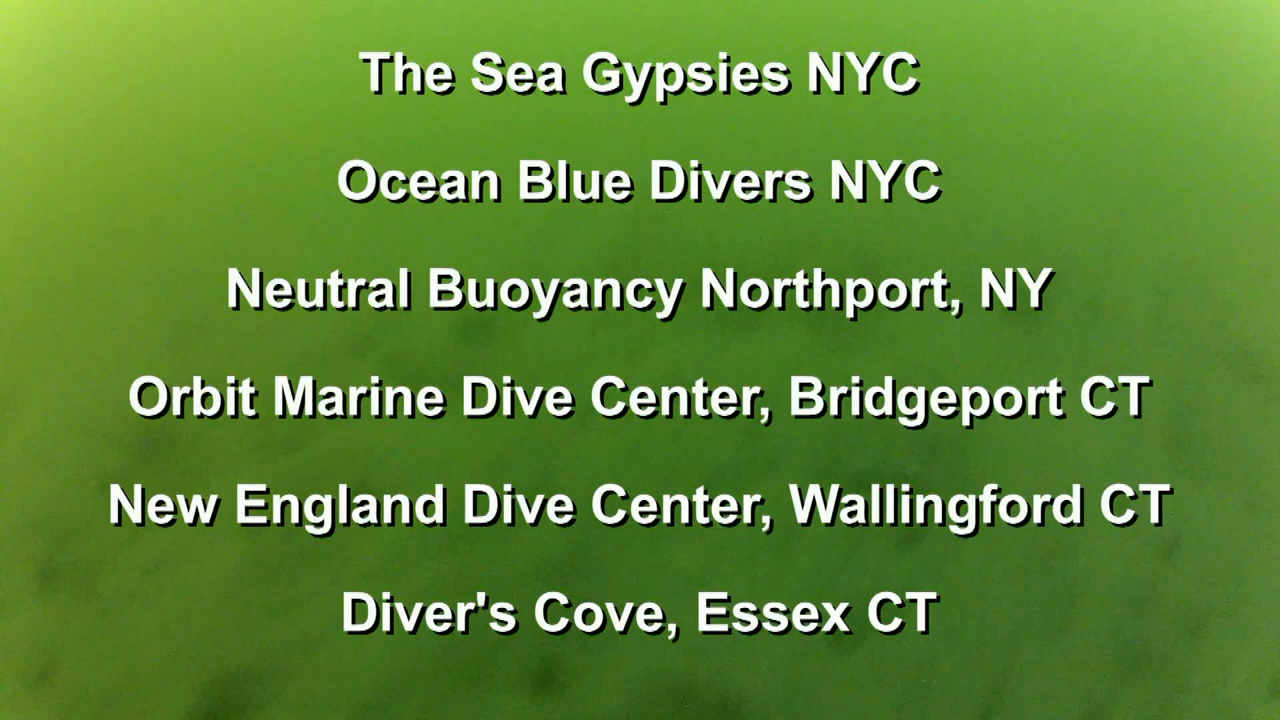 The Sea Gypsies NYC
Ocean Blue Divers NYC
Neutral Buoyancy Northport, NY
Orbit Marine Dive Center, Bridgeport CT
New England Dive Center, Wallingford CT
Diver's Cove, Essex CT